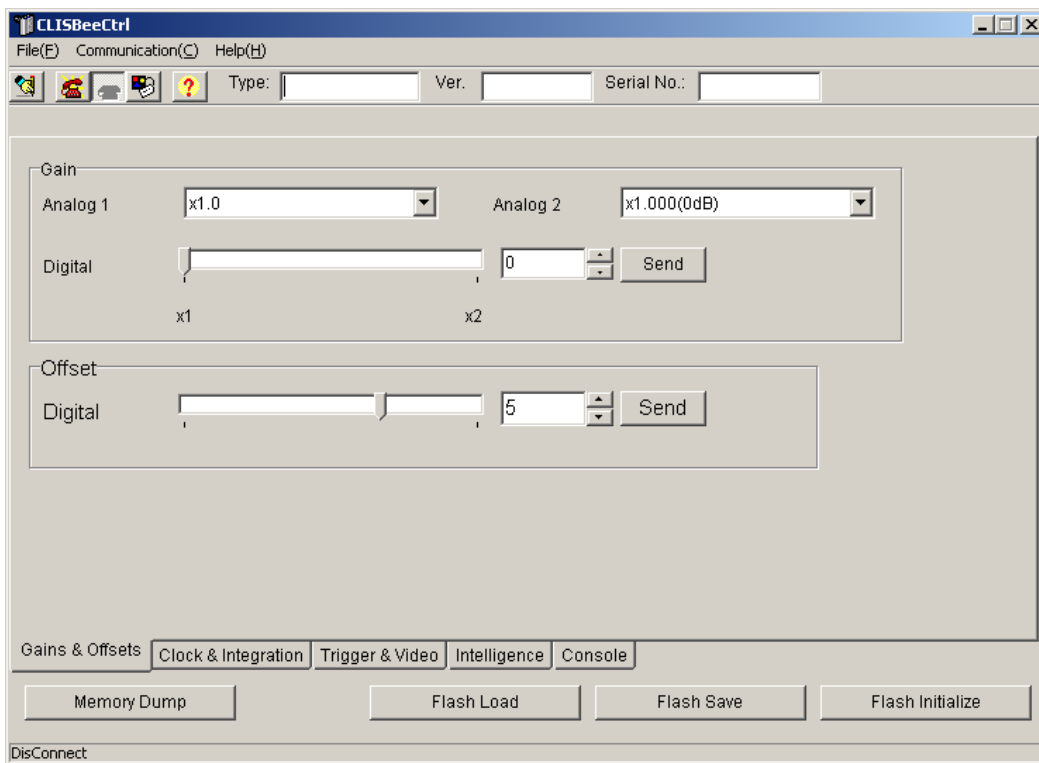 CLISBeeCtrl
File(F) Communication(C) Help(H)
? Type: Ver. Serial No.:
Gain
Analog 1 x1.0 Analog 2 x1.000(0dB)
Digital 0 Send
x1 x2
Offset
Digital 5 Send
Gains & Offsets Clock & Integration Trigger & Video Intelligence Console
Memory Dump Flash Load Flash Save Flash Initialize
DisConnect